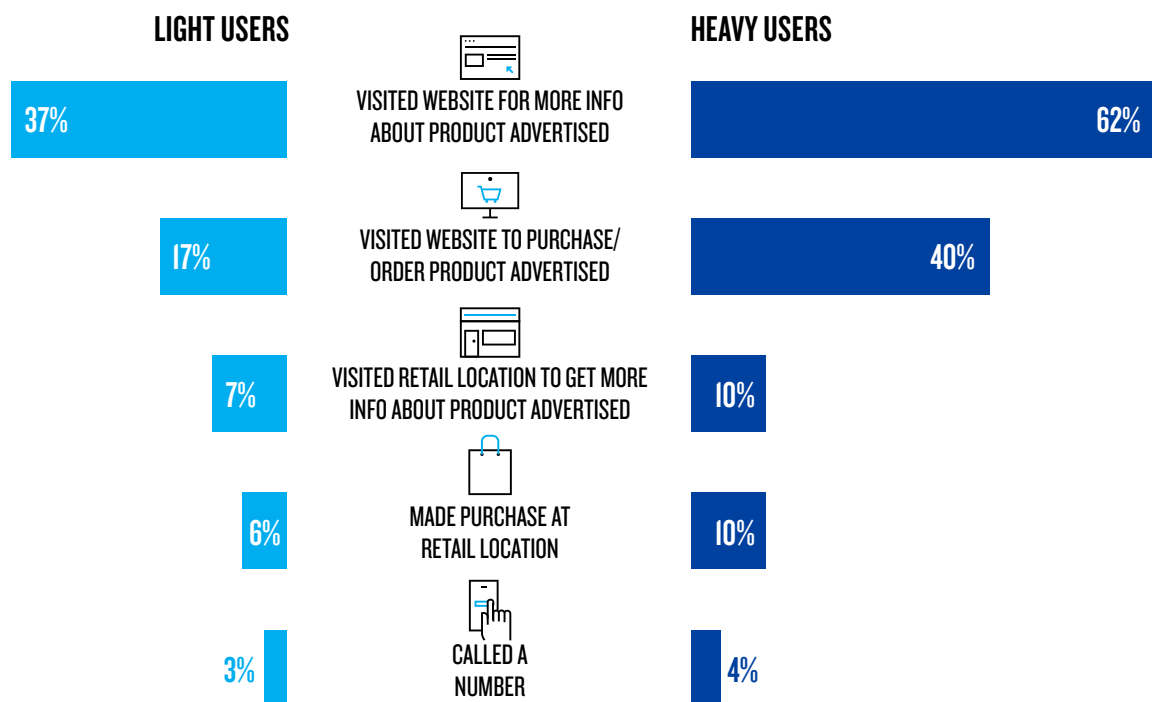 LIGHT USERS
HEAVY USERS
37%
VISITED WEBSITE FOR MORE INFO
ABOUT PRODUCT ADVERTISED
62%
17%
VISITED WEBSITE TO PURCHASE/
ORDER PRODUCT ADVERTISED
40%
7%
VISITED RETAIL LOCATION TO GET MORE
INFO ABOUT PRODUCT ADVERTISED
10%
6%
MADE PURCHASE AT
RETAIL LOCATION
10%
3%
CALLED A
NUMBER
4%